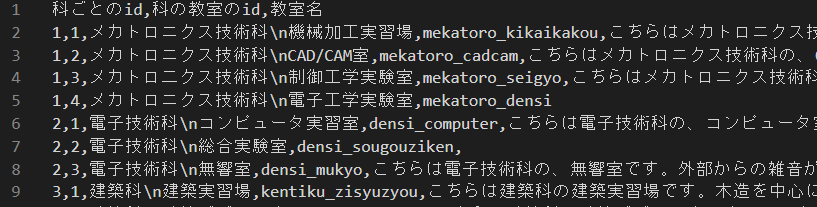 1 科ごとのid,科の教室のid,教室名
2 1,1,メカトロニクス技術科\n機械加工実習場,mekatoro_kikaikakou,こちらはメカトロニクス技
3 1,2,メカトロニクス技術科\nCAD/CAM室,mekatoro_cadcam,こちらはメカトロニクス技術科の、
4 1,3,メカトロニクス技術科\n制御工学実験室,mekatoro_seigyo,こちらはメカトロニクス技術科
5 1,4,メカトロニクス技術科\n電子工学実験室,mekatoro_densi
6 2,1,電子技術科\nコンピュータ実習室,densi_computer,こちらは電子技術科の、コンピュータ
7 2,2,電子技術科\n総合実験室,densi_sougouziken,
8 2,3,電子技術科\n無響室,densi_mukyo,こちらは電子技術科の、無響室です。外部からの雑音が
9 3,1,建築科\n建築実習場,kentiku_zisyuzyou,こちらは建築科の建築実習場です。木造を中心に